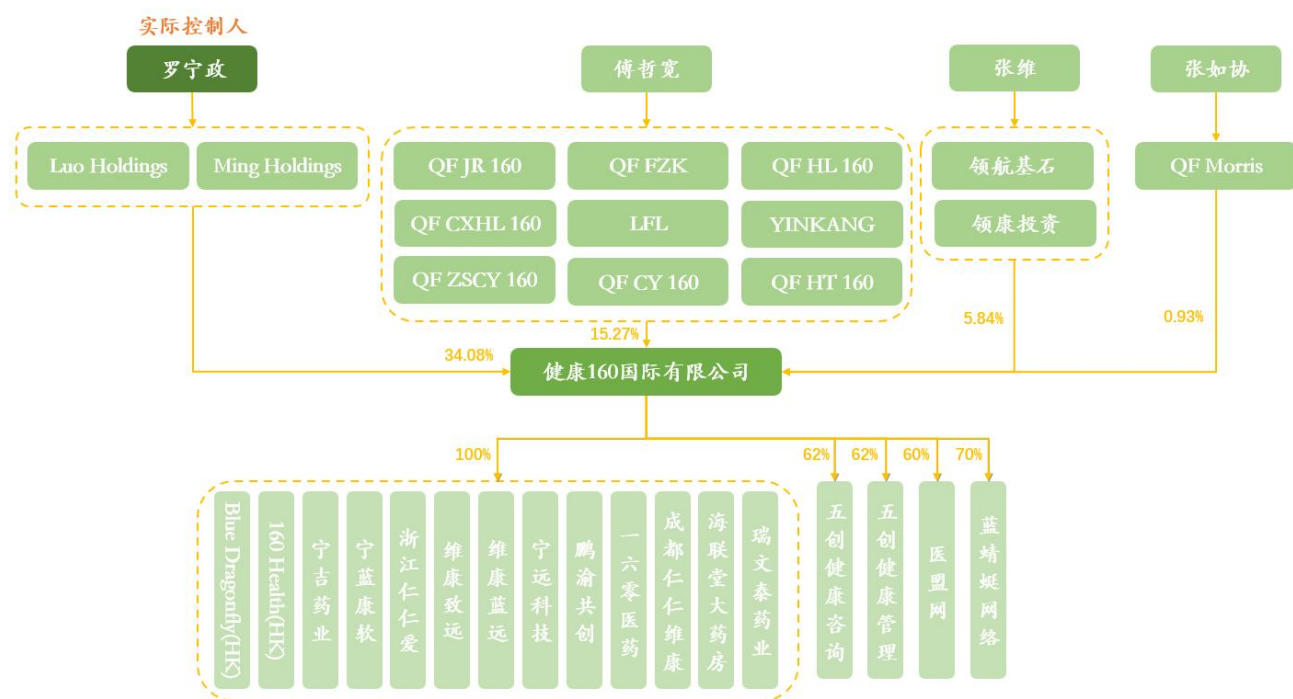 实际控制人
罗宁政
傅哲宽
张维
张如协
Luo Holdings
Ming Holdings
QF JR 160
QF FZK
QF HL 160
领航基石
QF Morris
QF CXHL 160
LFL
YINKANG
领康投资
QF ZSCY 160
QF CY 160
QF HT 160
34.08%
15.27%
5.84%
0.93%
健康160国际有限公司
100%
62%
62%
60%
70%
Blue Dragonfly(HK)
160 Health(HK)
宁吉药业
宁蓝康软
浙江仁仁爱
维康致远
维康蓝远
宁远科技
鹏渝共创
一六零医药
成都仁仁维康
海联堂大药房
瑞文泰药业
五创健康咨询
五创健康管理
医盟网
蓝蜻蜓网络